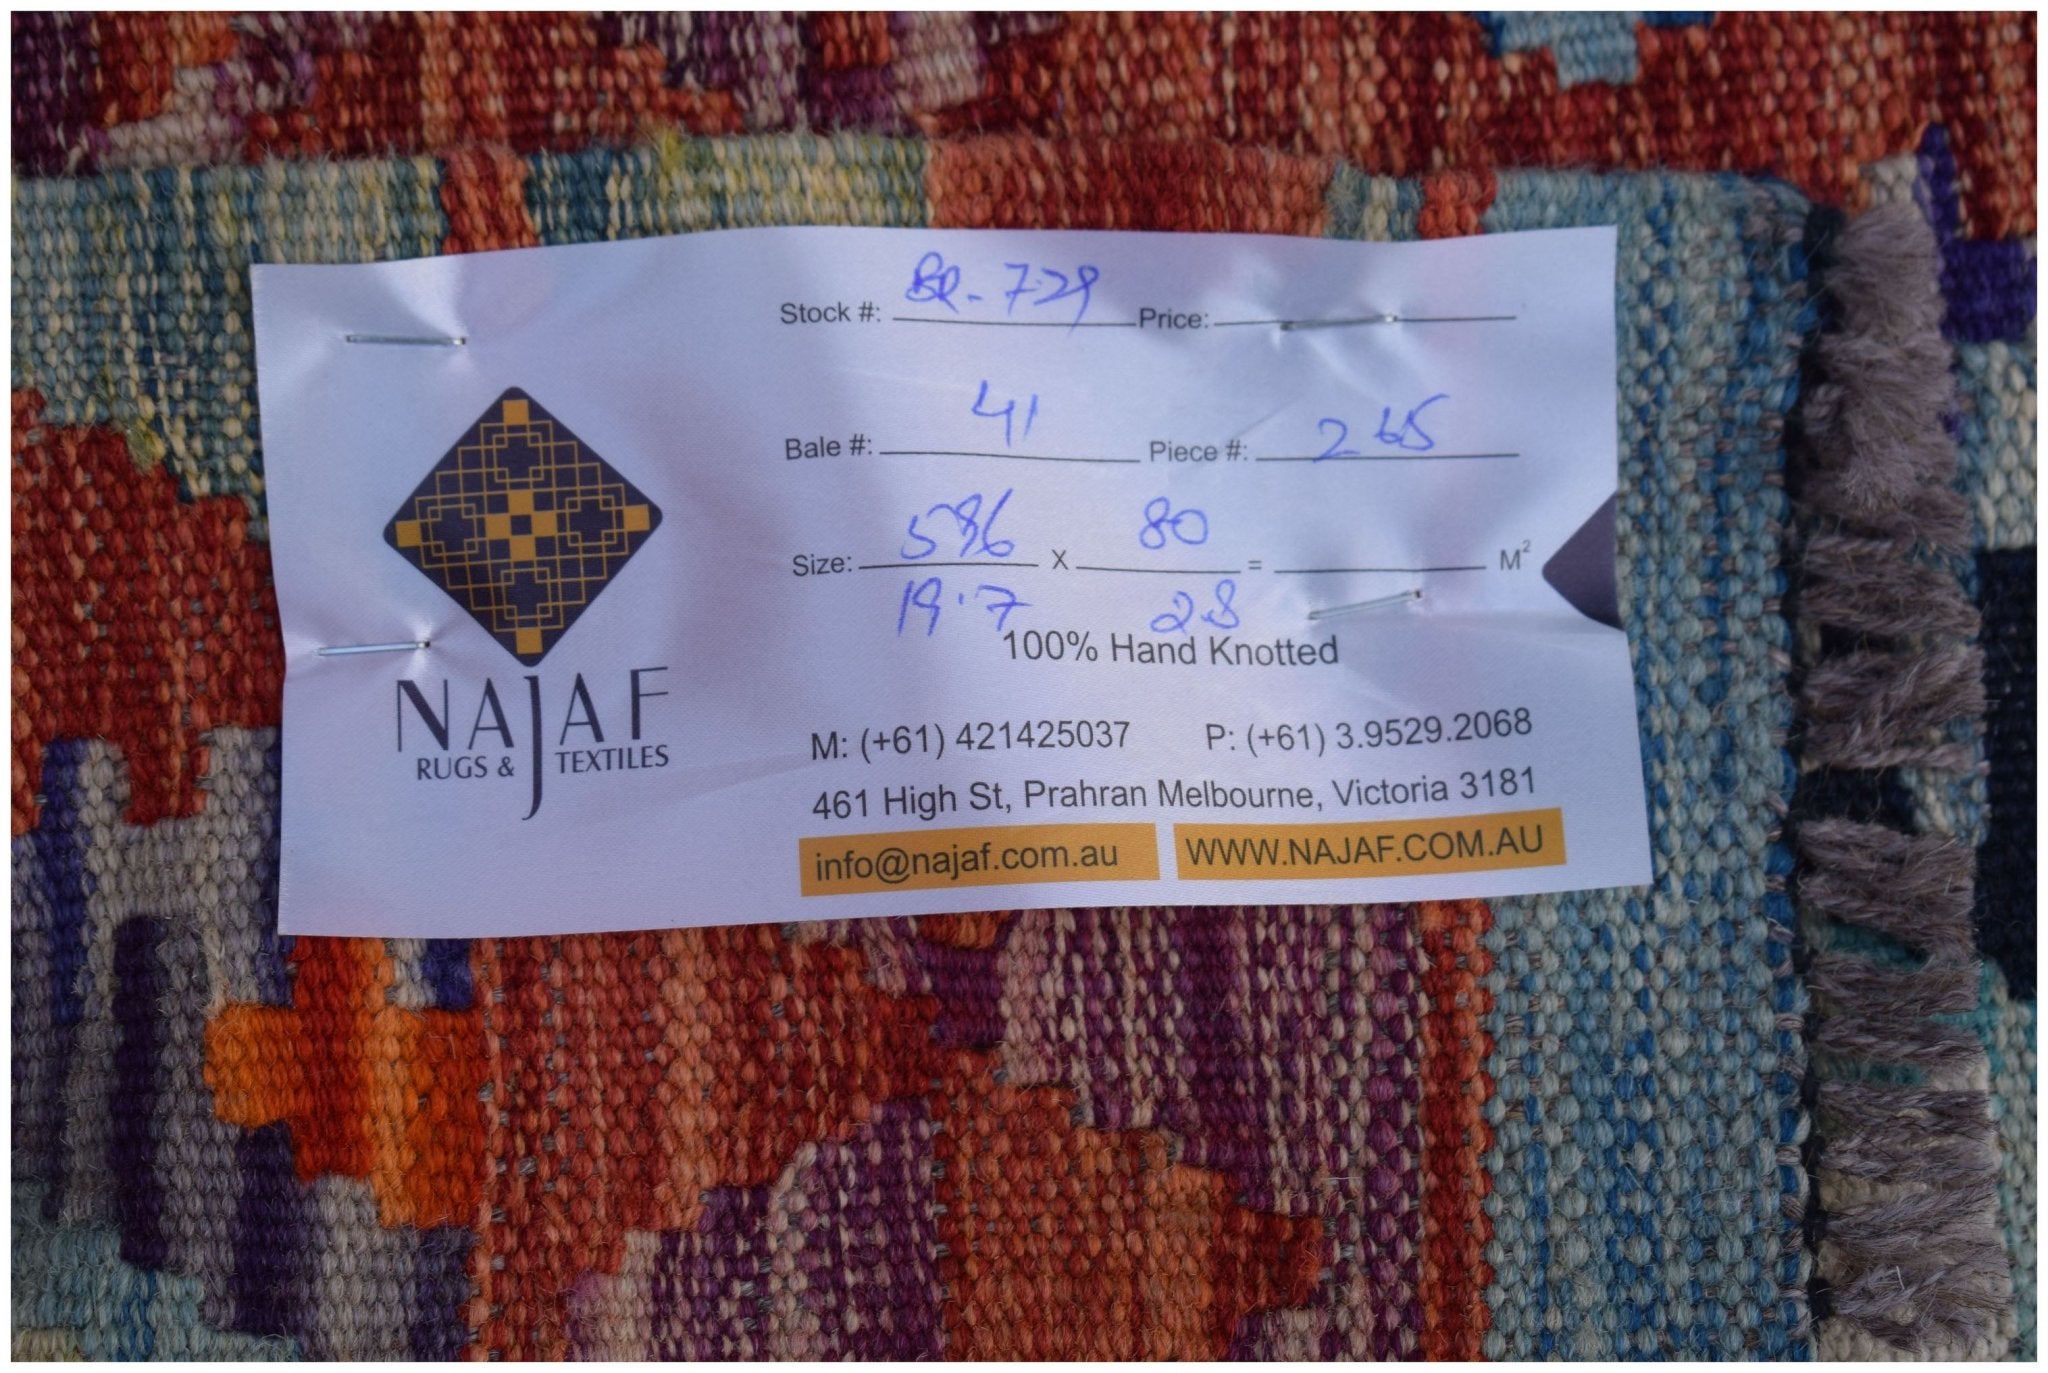 Stock #: BR-729 Price:
Bale #: 41 Piece #: 265
Size: 596 X 80 = M²
19.7 2.8
100% Hand Knotted
NAJAF
RUGS & TEXTILES
M: (+61) 421425037 P: (+61) 3.9529.2068
461 High St, Prahran Melbourne, Victoria 3181
info@najaf.com.au WWW.NAJAF.COM.AU